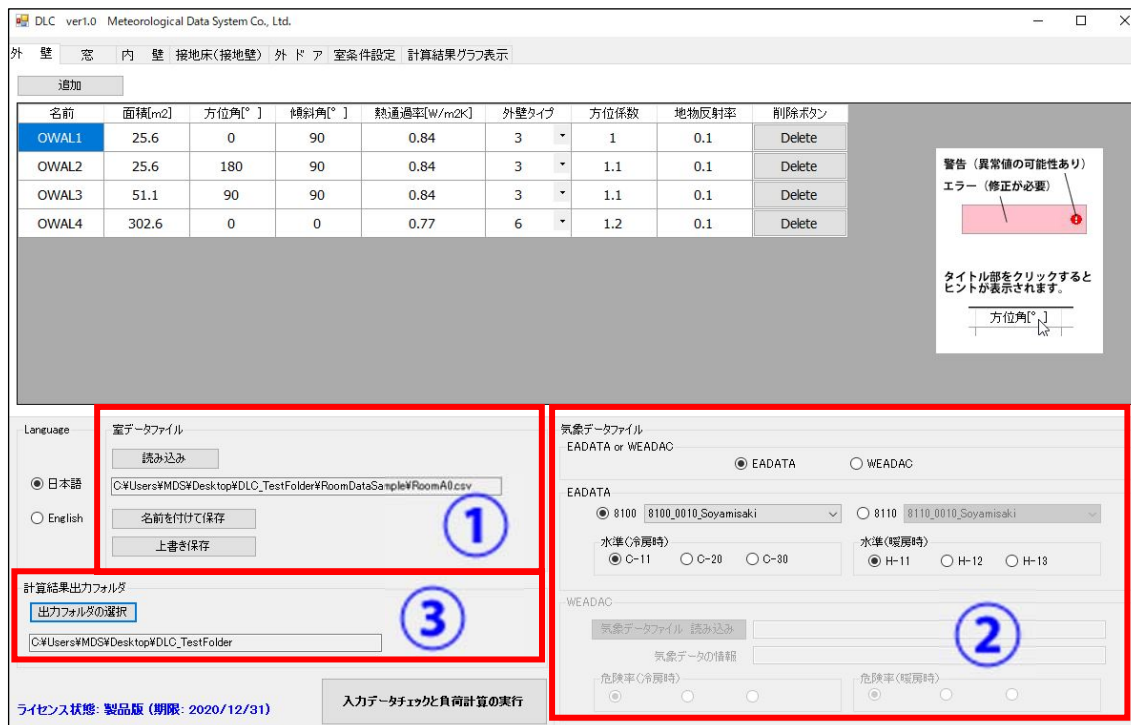 DLC ver1.0 Meteorological Data System Co., Ltd.
外 壁 窓 内 壁 接地床(接地壁) 外 ド ア 室条件設定 計算結果グラフ表示
追加
名前 面積[m2] 方位角[° ] 傾斜角[° ] 熱通過率[W/m2K] 外壁タイプ 方位係数 地物反射率 削除ボタン
OWAL1 25.6 0 90 0.84 3 1 0.1 Delete
OWAL2 25.6 180 90 0.84 3 1.1 0.1 Delete
OWAL3 51.1 90 90 0.84 3 1.1 0.1 Delete
OWAL4 302.6 0 0 0.77 6 1.2 0.1 Delete
警告（異常値の可能性あり）
エラー（修正が必要）
タイトル部をクリックすると
ヒントが表示されます。
方位角[° ]
Language
日本語
English
室データファイル
読み込み
C:¥Users¥MDS¥Desktop¥DLC_TestFolder¥RoomDataSample¥RoomA0.csv
名前を付けて保存
上書き保存
①
計算結果出力フォルダ
出力フォルダの選択
C:¥Users¥MDS¥Desktop¥DLC_TestFolder
③
ライセンス状態: 製品版 (期限: 2020/12/31)
入力データチェックと負荷計算の実行
気象データファイル
EADATA or WEADAC
EADATA WEADAC
EADATA
8100 8100_0010_Soyamisaki 8110 8110_0010_Soyamisaki
水準(冷房時) 水準(暖房時)
C-11 C-20 C-30 H-11 H-12 H-13
WEADAC
気象データファイル 読み込み
気象データの情報
危険率(冷房時) 危険率(暖房時)
②